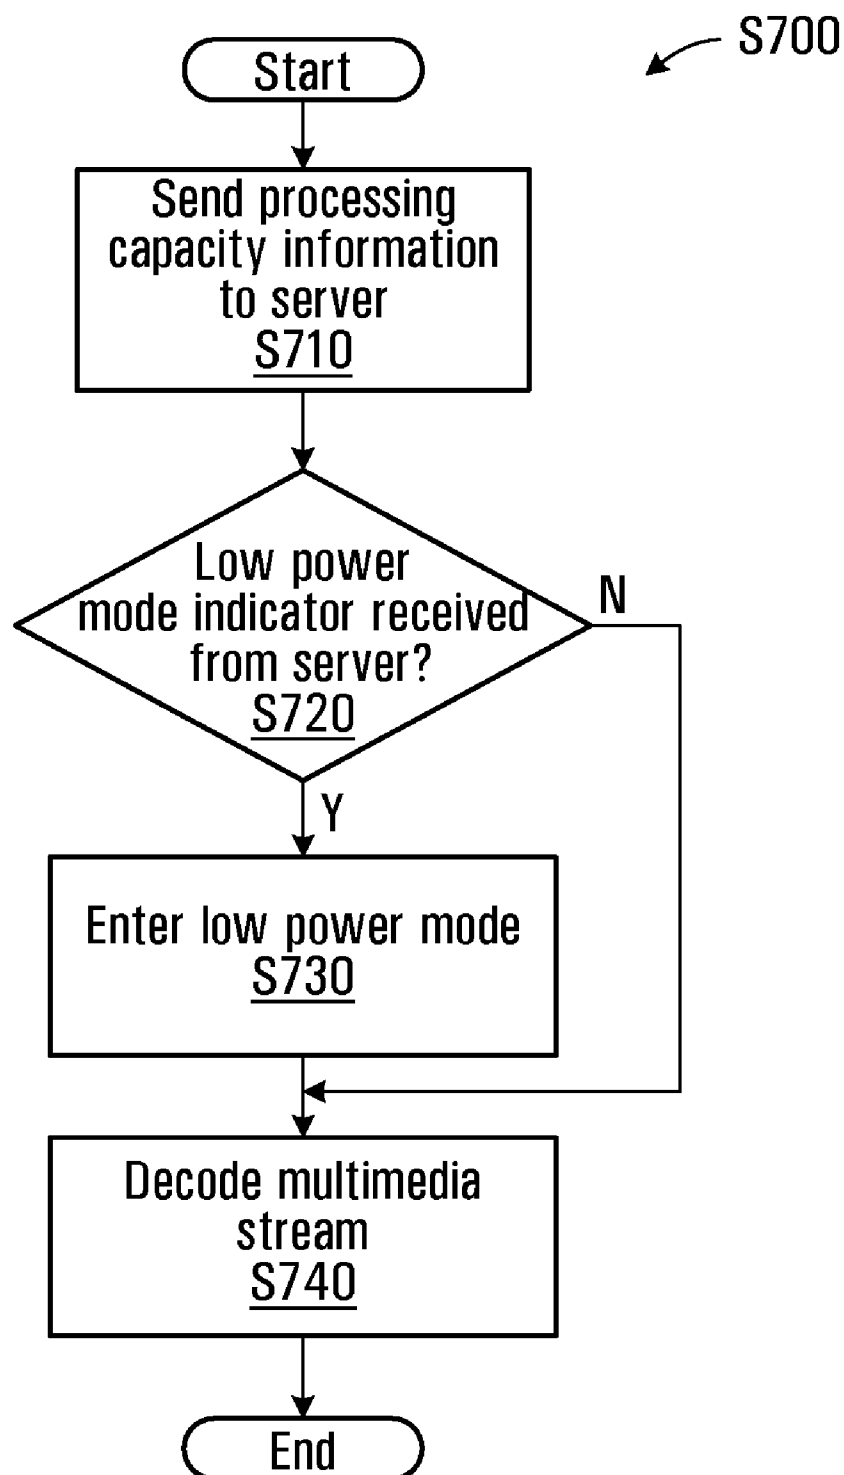 S700
Start
Send processing
capacity information
to server
S710
Low power
mode indicator received
from server?
S720
N
Y
Enter low power mode
S730
Decode multimedia
stream
S740
End